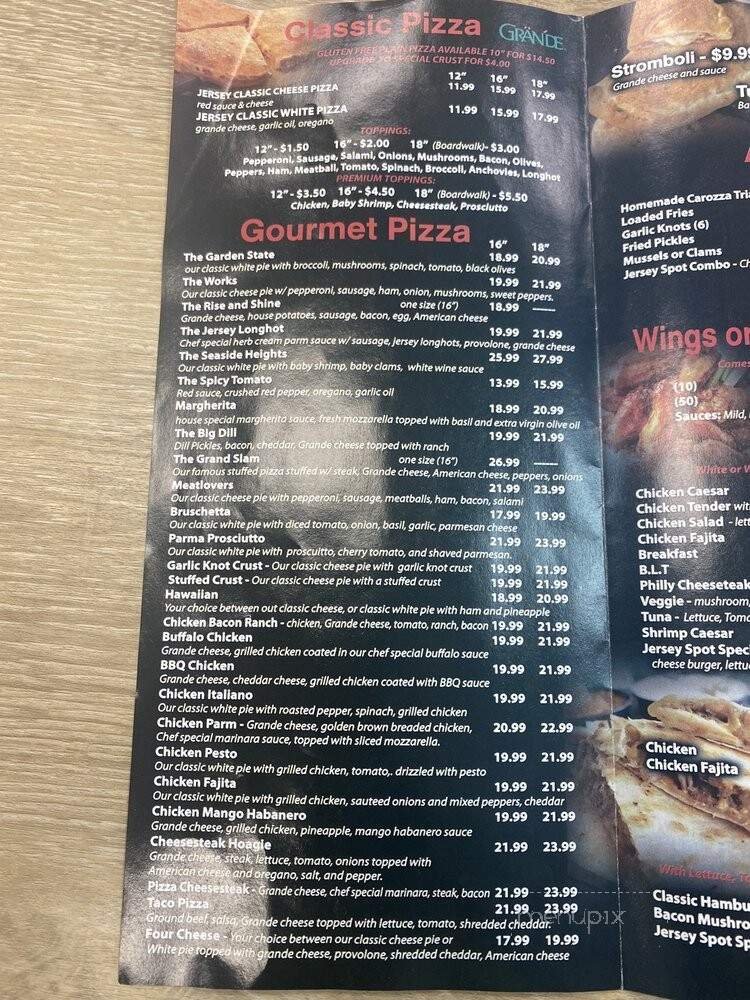 Classic Pizza GRANDE
GLUTEN FREE PLAIN PIZZA AVAILABLE 10" FOR $14.50
UPGRADE TO SPECIAL CRUST FOR $4.00
12" 16" 18"
JERSEY CLASSIC CHEESE PIZZA 11.99 15.99 17.99
red sauce & cheese
JERSEY CLASSIC WHITE PIZZA 11.99 15.99 17.99
grande cheese, garlic oil, oregano
TOPPINGS:
12"- $1.50 16"- $2.00 18" (Boardwalk)- $3.00
Pepperoni, Sausage, Salami, Onions, Mushrooms, Bacon, Olives,
Peppers, Ham, Meatball, Tomato, Spinach, Broccoli, Anchovies, Longhot
PREMIUM TOPPINGS:
12"- $3.50 16" - $4.50 18" (Boardwalk) - $5.50
Chicken, Baby Shrimp, Cheesesteak, Prosciutto
Gourmet Pizza
16" 18"
The Garden State 18.99 20.99
our classic white pie with broccoli, mushrooms, spinach, tomato, black olives
The Works 19.99 21.99
Our classic cheese pie w/ pepperoni, sausage, ham, onion, mushrooms, sweet peppers.
The Rise and Shine one size (16") 18.99 ------
Grande cheese, house potatoes, sausage, bacon, egg, American cheese
The Jersey Longhot 19.99 21.99
Chef special herb cream parm sauce w/ sausage, jersey longhots, provolone, grande cheese
The Seaside Heights 25.99 27.99
Our classic white pie with baby shrimp, baby clams, white wine sauce
The Spicy Tomato 13.99 15.99
Red sauce, crushed red pepper, oregano, garlic oil
Margherita 18.99 20.99
house special margherita sauce, fresh mozzarella topped with basil and extra virgin olive oil
The Big Dill 19.99 21.99
Dill Pickles, bacon, cheddar, Grande cheese topped with ranch
The Grand Slam one size (16") 26.99 ------
Our famous stuffed pizza stuffed w/ steak, Grande cheese, American cheese, peppers, onions
Meatlovers 21.99 23.99
Our classic cheese pie with pepperoni, sausage, meatballs, ham, bacon, salami
Bruschetta 17.99 19.99
Our classic white pie with diced tomato, onion, basil, garlic, parmesan cheese
Parma Prosciutto 21.99 23.99
Our classic white pie with proscuitto, cherry tomato, and shaved parmesan.
Garlic Knot Crust - Our classic cheese pie with garlic knot crust 19.99 21.99
Stuffed Crust - Our classic cheese pie with a stuffed crust 19.99 21.99
Hawaiian 18.99 20.99
Your choice between out classic cheese, or classic white pie with ham and pineapple
Chicken Bacon Ranch - chicken, Grande cheese, tomato, ranch, bacon 19.99 21.99
Buffalo Chicken 19.99 21.99
Grande cheese, grilled chicken coated in our chef special buffalo sauce
BBQ Chicken 19.99 21.99
Grande cheese, cheddar cheese, grilled chicken coated with BBQ sauce
Chicken Italiano 19.99 21.99
Our classic white pie with roasted pepper, spinach, grilled chicken
Chicken Parm - Grande cheese, golden brown breaded chicken, 20.99 22.99
Chef special marinara sauce, topped with sliced mozzarella.
Chicken Pesto 19.99 21.99
Our classic white pie with grilled chicken, tomato,. drizzled with pesto
Chicken Fajita 19.99 21.99
Our classic white pie with grilled chicken, sauteed onions and mixed peppers, cheddar
Chicken Mango Habanero 19.99 21.99
Grande cheese, grilled chicken, pineapple, mango habanero sauce
Cheesesteak Hoagie 21.99 23.99
Grande cheese, steak, lettuce, tomato, onions topped with
American cheese and oregano, salt, and pepper.
Pizza Cheesesteak - Grande cheese, chef special marinara, steak, bacon 21.99 23.99
Taco Pizza 21.99 23.99
Ground beef, salsa, Grande cheese topped with lettuce, tomato, shredded cheddar
Four Cheese - Your choice between our classic cheese pie or 17.99 19.99
White pie topped with grande cheese, provolone, shredded cheddar, American cheese
Stromboli - $9.99
Grande cheese and sauce
Homemade Carozza
Loaded Fries
Garlic Knots (6)
Fried Pickles
Mussels or Clams
Jersey Spot Combo -
Wings
(10)
(50)
Sauces: Mild,
White or
Chicken Caesar
Chicken Tender
Chicken Salad -
Chicken Fajita
Breakfast
B.L.T
Philly Cheesesteak
Veggie - mushroom,
Tuna - Lettuce,
Shrimp Caesar
Jersey Spot
cheese burger,
Chicken
Chicken Fajita
With Lettuce,
Classic
Bacon
Jersey Spot
menupix